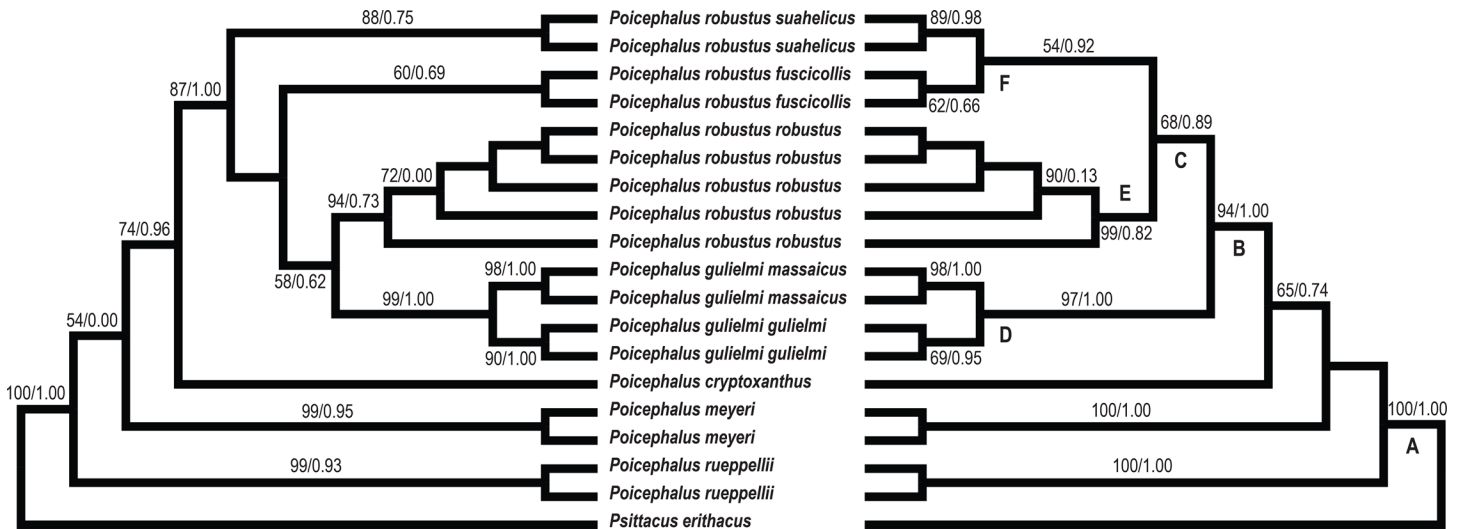 88/0.75 Poicephalus robustus suahelicus 89/0.98
Poicephalus robustus suahelicus 54/0.92
60/0.69 Poicephalus robustus fuscicollis F
87/1.00 Poicephalus robustus fuscicollis 62/0.66
Poicephalus robustus robustus 68/0.89
Poicephalus robustus robustus C
72/0.00 Poicephalus robustus robustus 90/0.13 E
94/0.73 Poicephalus robustus robustus 94/1.00
74/0.96 Poicephalus robustus robustus 99/0.82 B
98/1.00 Poicephalus gulielmi massaicus 98/1.00
58/0.62 99/1.00 Poicephalus gulielmi massaicus 97/1.00 65/0.74
54/0.00 Poicephalus gulielmi gulielmi D
90/1.00 Poicephalus gulielmi gulielmi 69/0.95
Poicephalus cryptoxanthus
100/1.00 99/0.95 Poicephalus meyeri 100/1.00 100/1.00
Poicephalus meyeri A
99/0.93 Poicephalus rueppellii 100/1.00
Poicephalus rueppellii
Psittacus erithacus